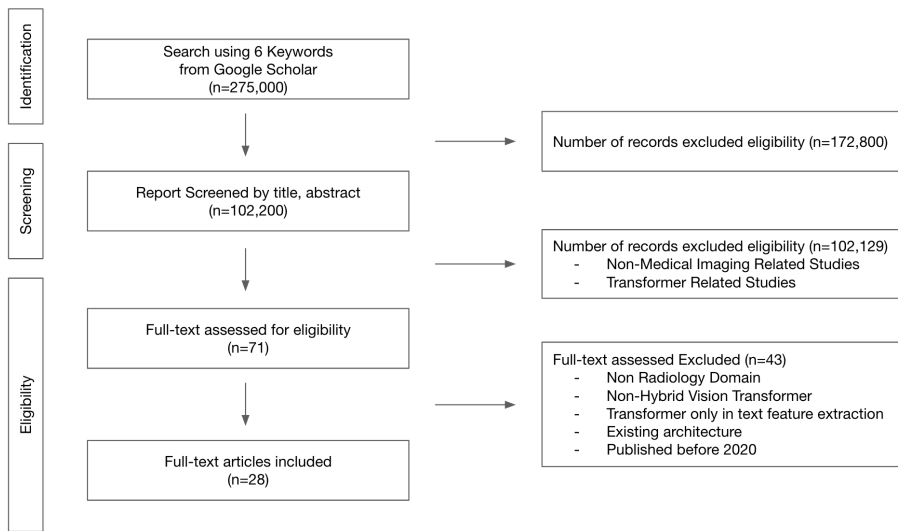 Identification
Search using 6 Keywords
from Google Scholar
(n=275,000)
Number of records excluded eligibility (n=172,800)
Screening
Report Screened by title, abstract
(n=102,200)
Number of records excluded eligibility (n=102,129)
- Non-Medical Imaging Related Studies
- Transformer Related Studies
Eligibility
Full-text assessed for eligibility
(n=71)
Full-text assessed Excluded (n=43)
- Non Radiology Domain
- Non-Hybrid Vision Transformer
- Transformer only in text feature extraction
- Existing architecture
- Published before 2020
Full-text articles included
(n=28)